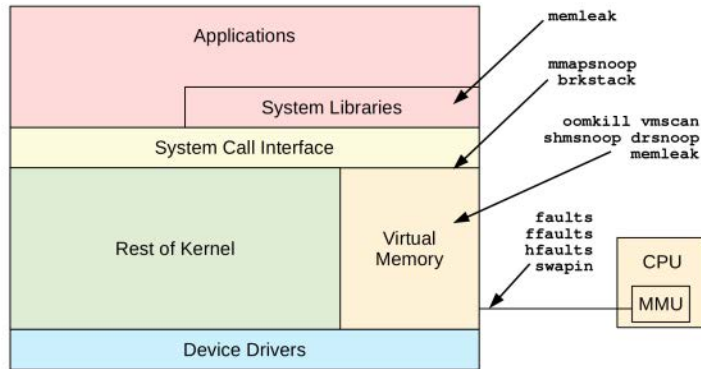 Applications
memleak
mmapsnoop
brkstack
System Libraries
System Call Interface
oomkill vmscan
shmsnoop drsnoop
memleak
Rest of Kernel
Virtual
Memory
faults
ffaults
hfaults
swapin
CPU
MMU
Device Drivers